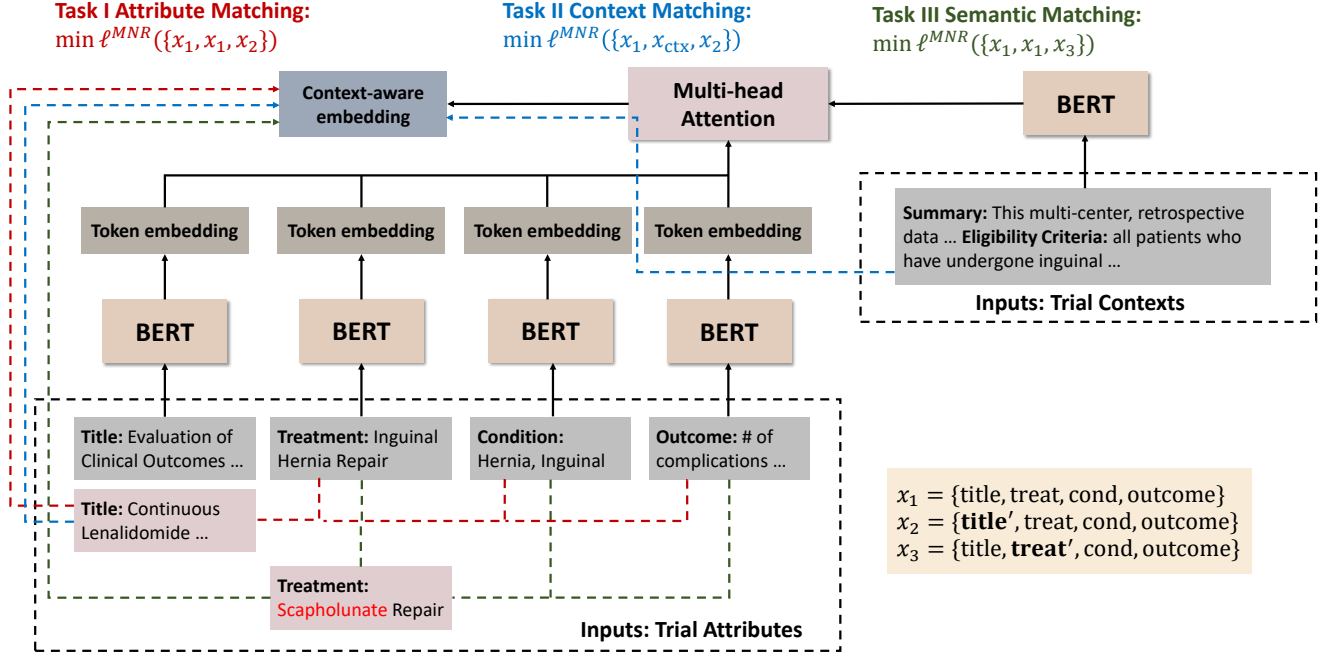 Task I Attribute Matching:
min ℓ^{MNR}({x₁, x₁, x₂})
Task II Context Matching:
min ℓ^{MNR}({x₁, x_{ctx}, x₂})
Task III Semantic Matching:
min ℓ^{MNR}({x₁, x₁, x₃})
Context-aware
embedding
Multi-head
Attention
BERT
Token embedding
Token embedding
Token embedding
Token embedding
Summary: This multi-center, retrospective
data … Eligibility Criteria: all patients who
have undergone inguinal …
Inputs: Trial Contexts
BERT
BERT
BERT
BERT
Title: Evaluation of
Clinical Outcomes …
Treatment: Inguinal
Hernia Repair
Condition:
Hernia, Inguinal
Outcome: # of
complications …
Title: Continuous
Lenalidomide …
Treatment:
Scapholunate Repair
Inputs: Trial Attributes
x₁ = {title, treat, cond, outcome}
x₂ = {title′, treat, cond, outcome}
x₃ = {title, treat′, cond, outcome}